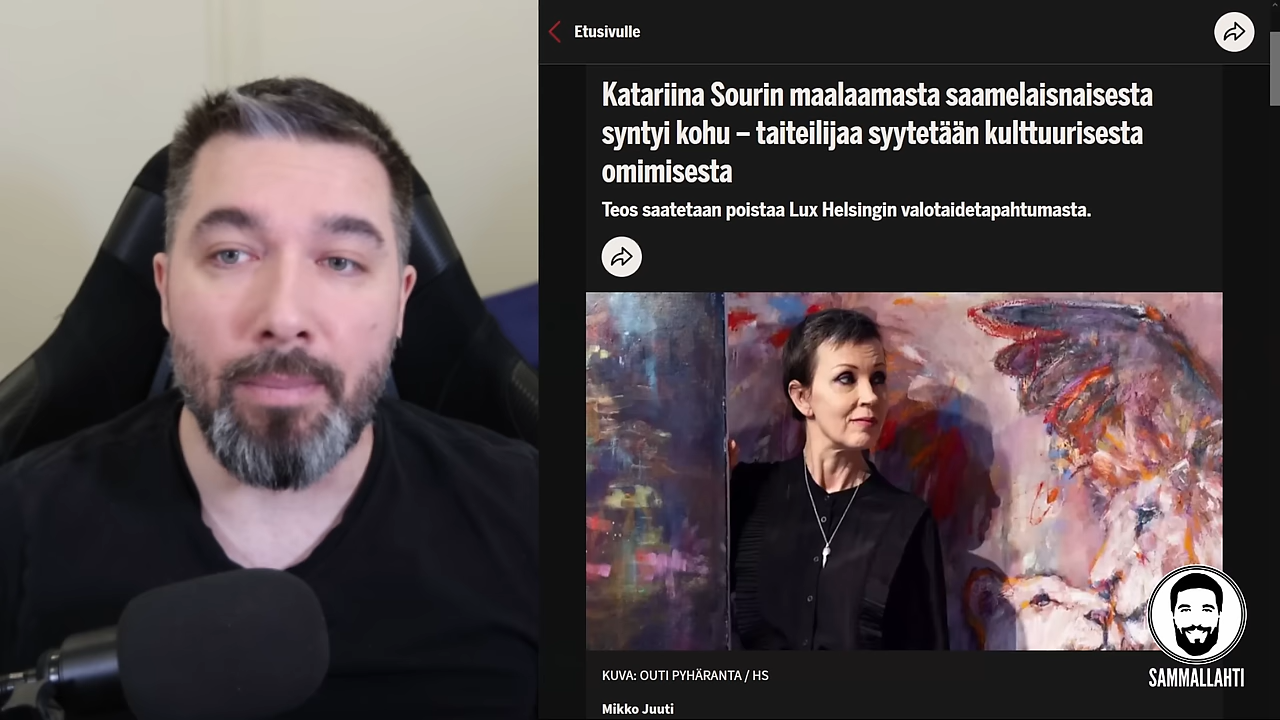 Etusivulle
Katariina Sourin maalaamasta saamelaisnaisesta
syntyi kohu – taiteilijaa syytetään kulttuurisesta
omimisesta
Teos saatetaan poistaa Lux Helsingin valotaidetapahtumasta.
KUVA: OUTI PYHÄRANTA / HS
Mikko Juuti
SAMMALLAHTI